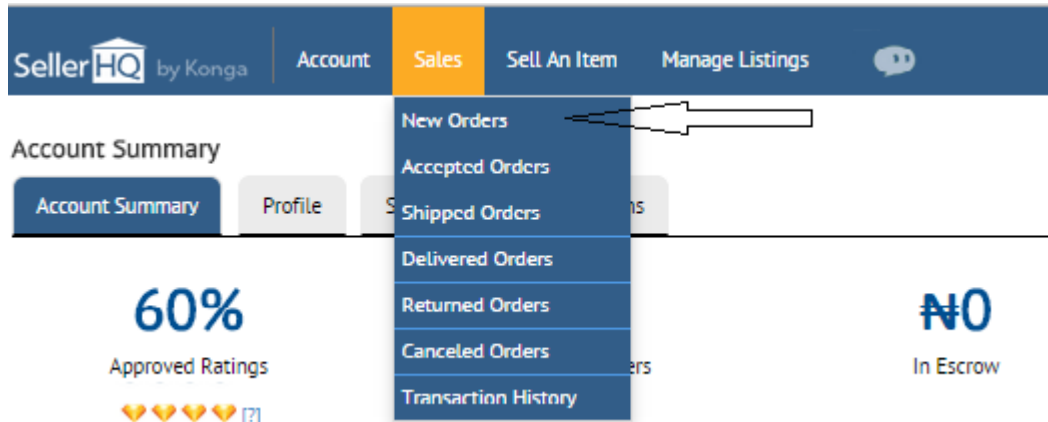 SellerHQ by Konga Account Sales Sell An Item Manage Listings
New Orders
Account Summary
Accepted Orders
Account Summary Profile
Shipped Orders
Delivered Orders
Returned Orders
Canceled Orders
Transaction History
60%
Approved Ratings
[?]
₦0
In Escrow